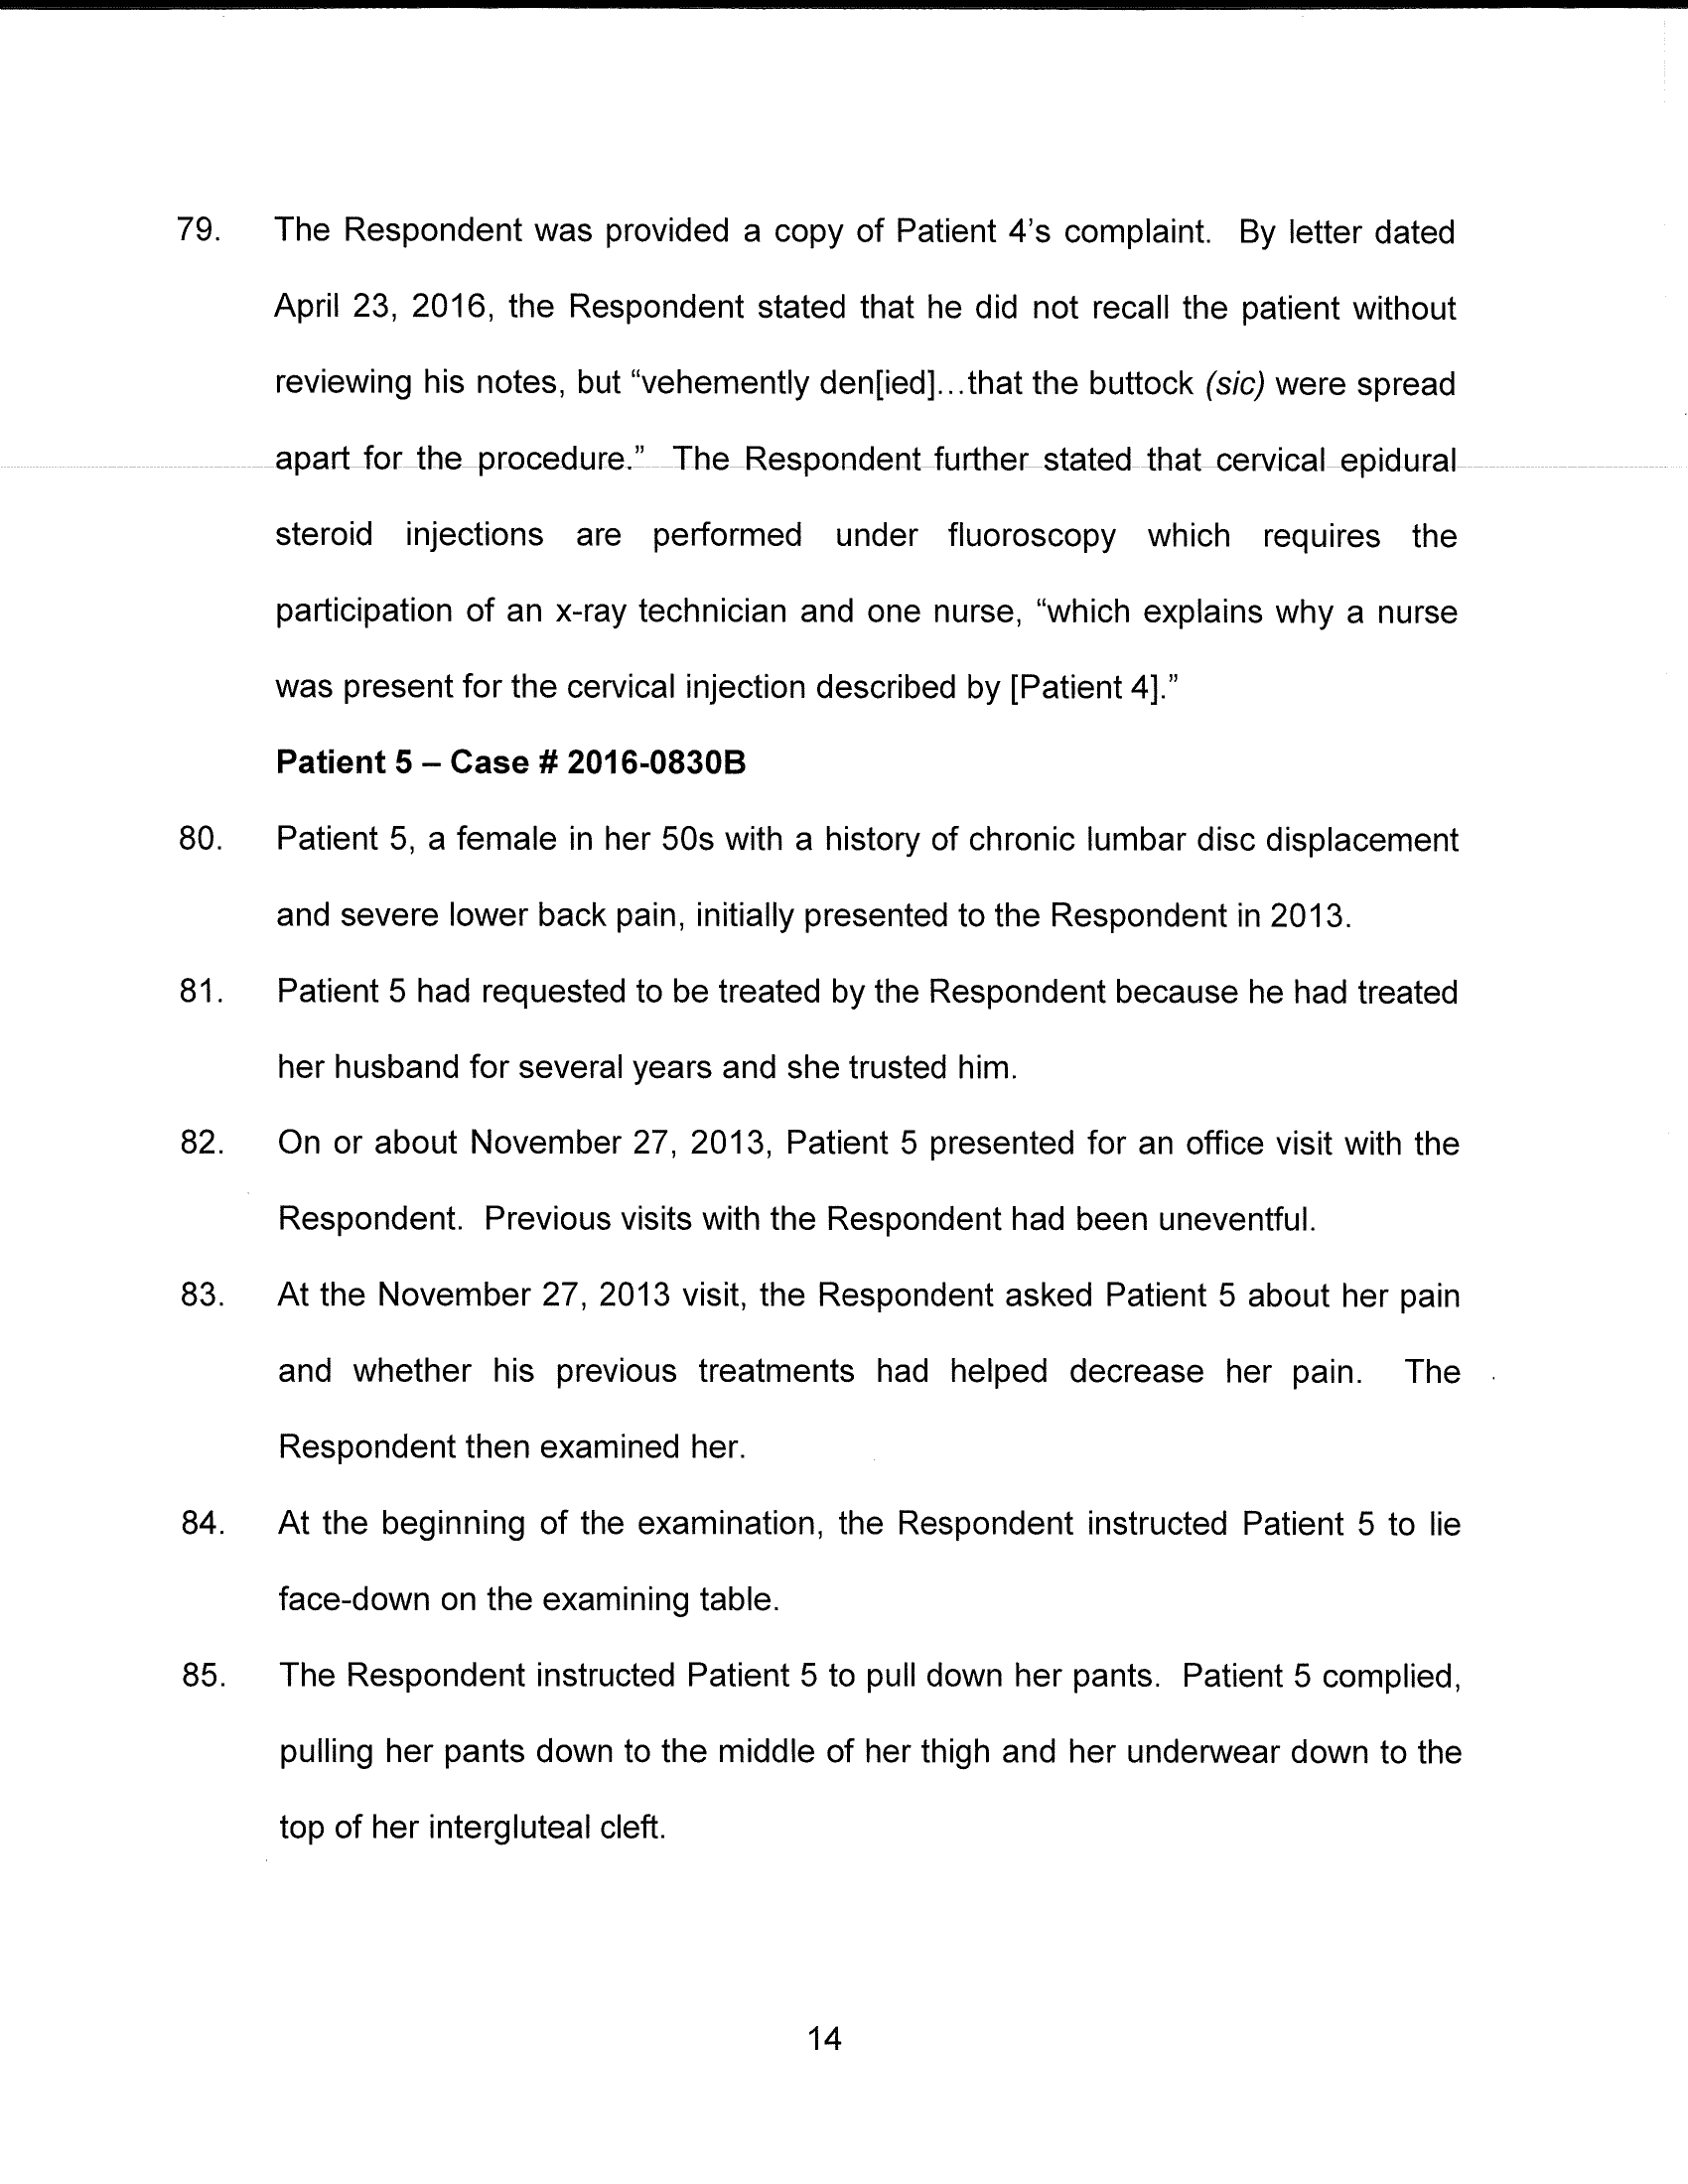 79. The Respondent was provided a copy of Patient 4's complaint. By letter dated
April 23, 2016, the Respondent stated that he did not recall the patient without
reviewing his notes, but “vehemently den[ied]...that the buttock (sic) were spread
apart for the procedure.” The Respondent further stated that cervical epidural
steroid injections are performed under fluoroscopy which requires the
participation of an x-ray technician and one nurse, “which explains why a nurse
was present for the cervical injection described by [Patient 4].”
Patient 5 – Case # 2016-0830B
80. Patient 5, a female in her 50s with a history of chronic lumbar disc displacement
and severe lower back pain, initially presented to the Respondent in 2013.
81. Patient 5 had requested to be treated by the Respondent because he had treated
her husband for several years and she trusted him.
82. On or about November 27, 2013, Patient 5 presented for an office visit with the
Respondent. Previous visits with the Respondent had been uneventful.
83. At the November 27, 2013 visit, the Respondent asked Patient 5 about her pain
and whether his previous treatments had helped decrease her pain. The
Respondent then examined her.
84. At the beginning of the examination, the Respondent instructed Patient 5 to lie
face-down on the examining table.
85. The Respondent instructed Patient 5 to pull down her pants. Patient 5 complied,
pulling her pants down to the middle of her thigh and her underwear down to the
top of her intergluteal cleft.
14